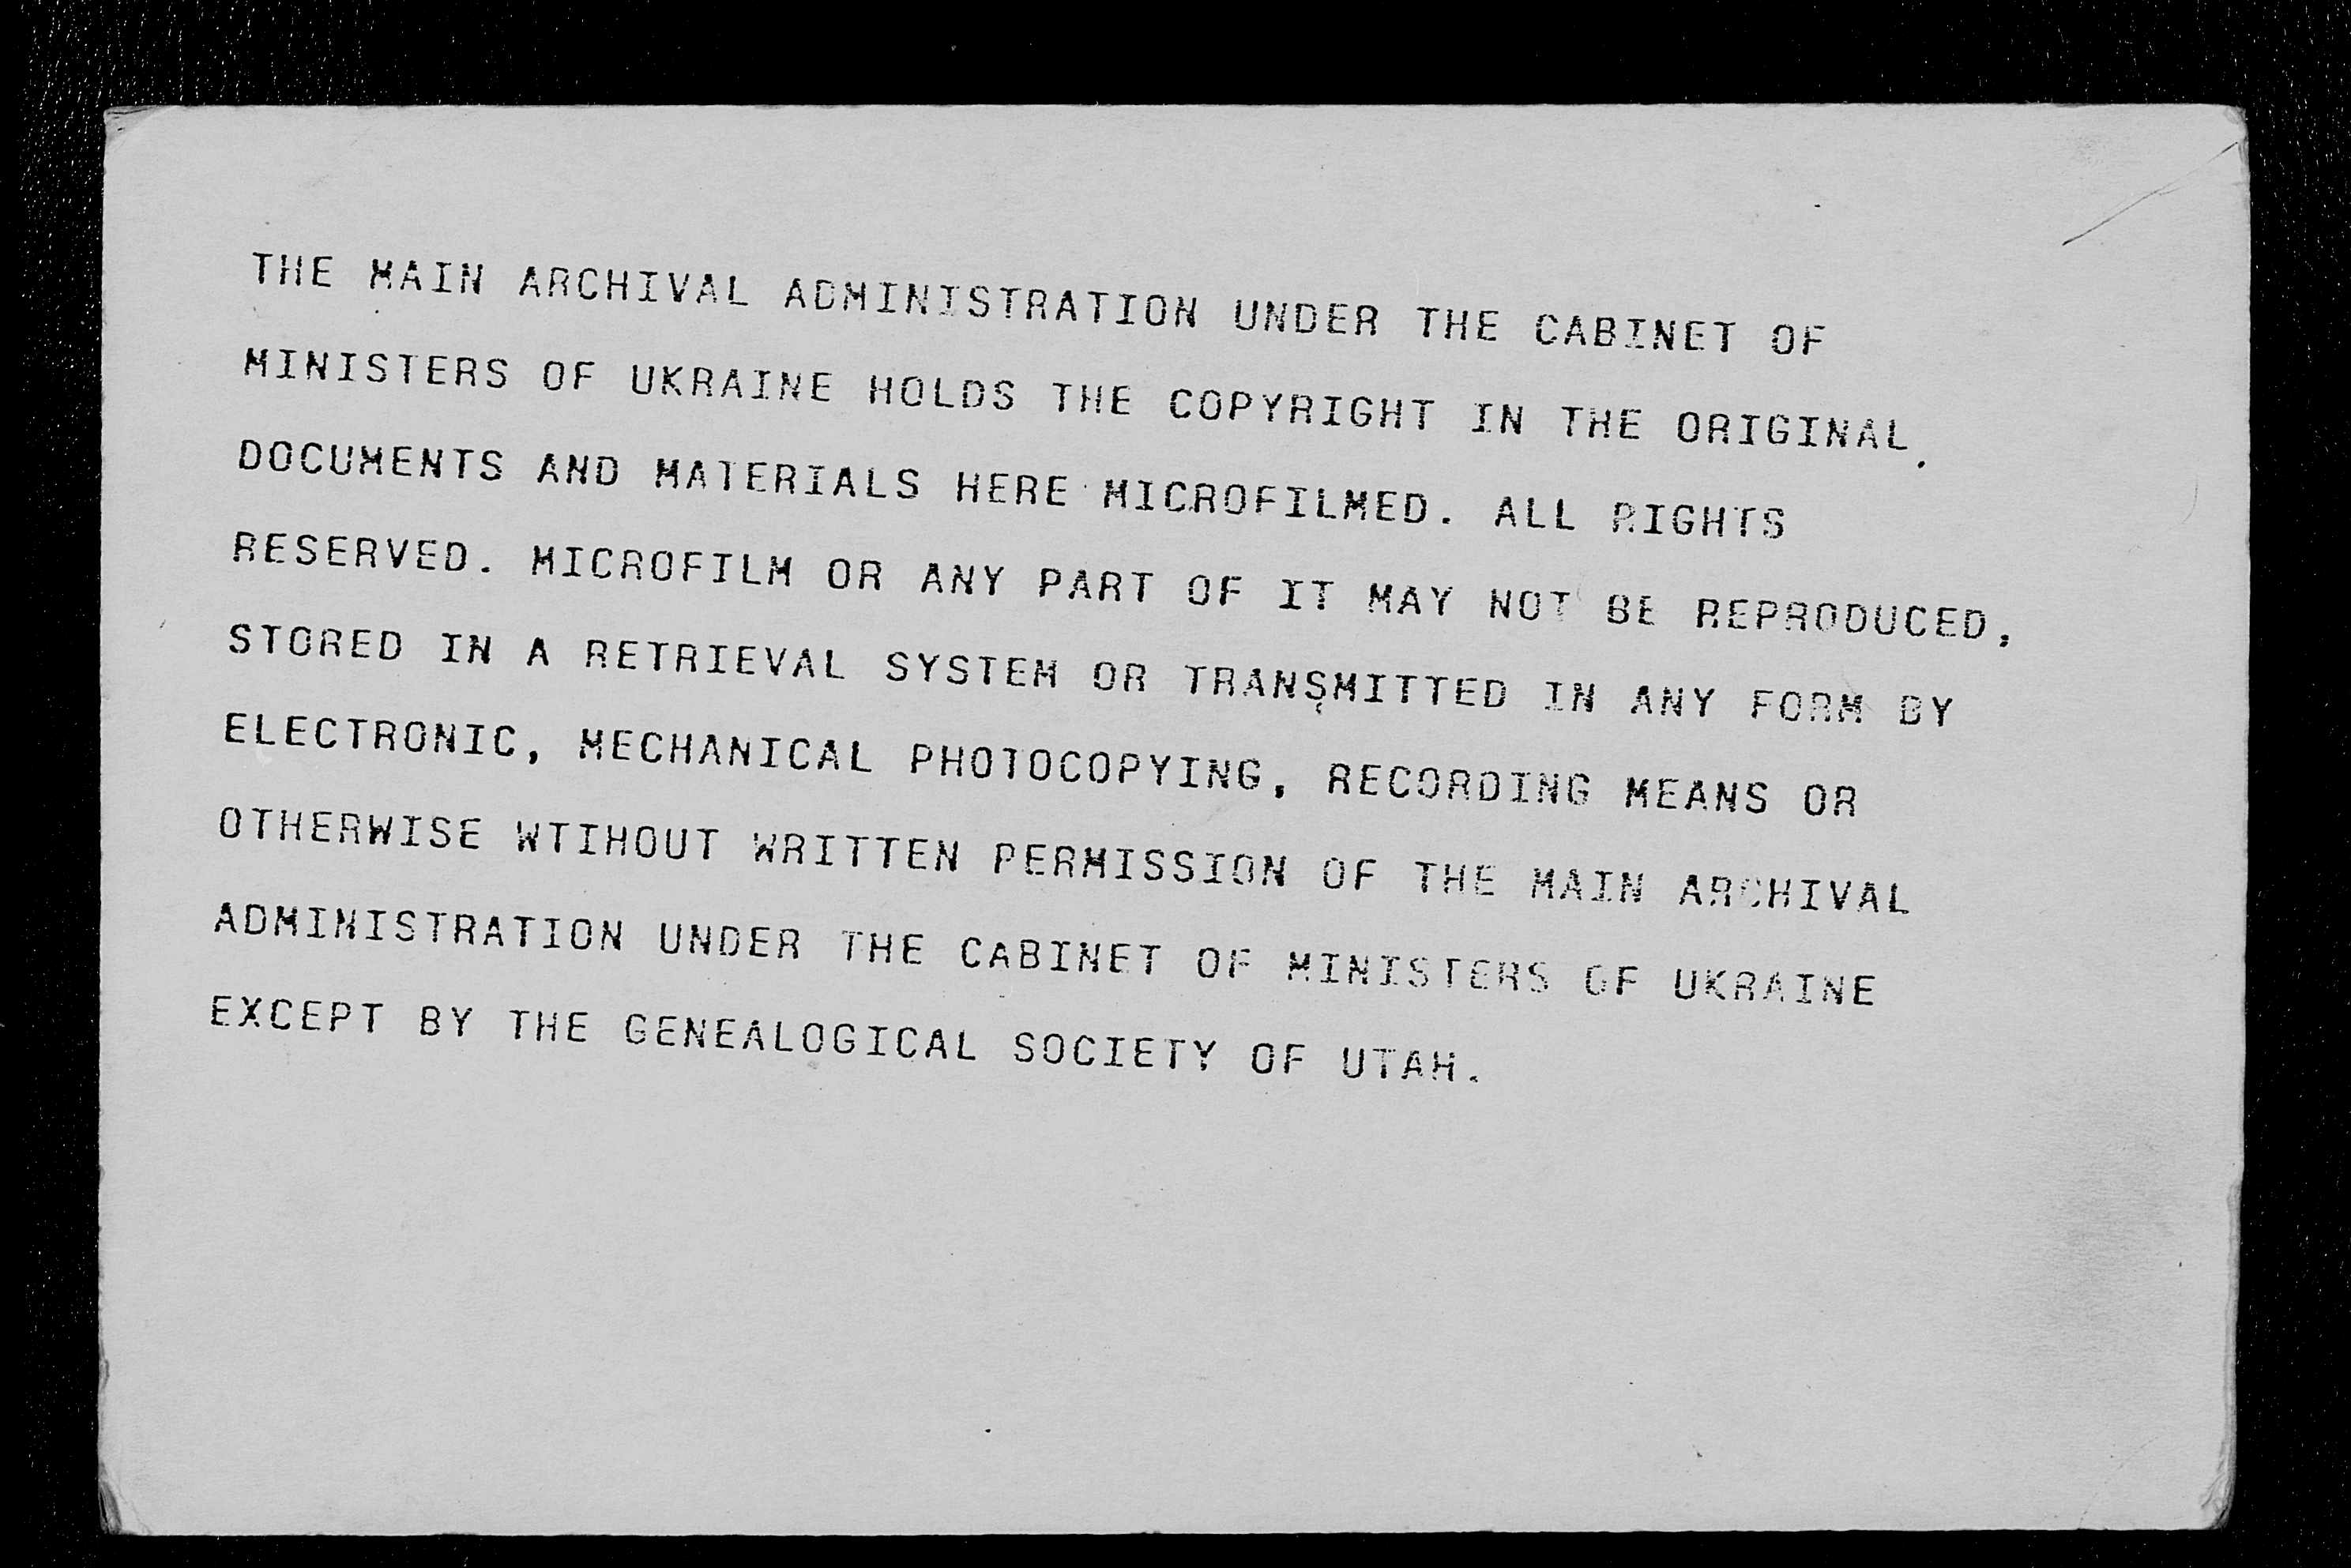 THE MAIN ARCHIVAL ADMINISTRATION UNDER THE CABINET OF
MINISTERS OF UKRAINE HOLDS THE COPYRIGHT IN THE ORIGINAL
DOCUMENTS AND MATERIALS HERE MICROFILMED. ALL RIGHTS
RESERVED. MICROFILM OR ANY PART OF IT MAY NOT BE REPRODUCED,
STORED IN A RETRIEVAL SYSTEM OR TRANSMITTED IN ANY FORM BY
ELECTRONIC, MECHANICAL PHOTOCOPYING, RECORDING MEANS OR
OTHERWISE WTIHOUT WRITTEN PERMISSION OF THE MAIN ARCHIVAL
ADMINISTRATION UNDER THE CABINET OF MINISTERS OF UKRAINE
EXCEPT BY THE GENEALOGICAL SOCIETY OF UTAH.